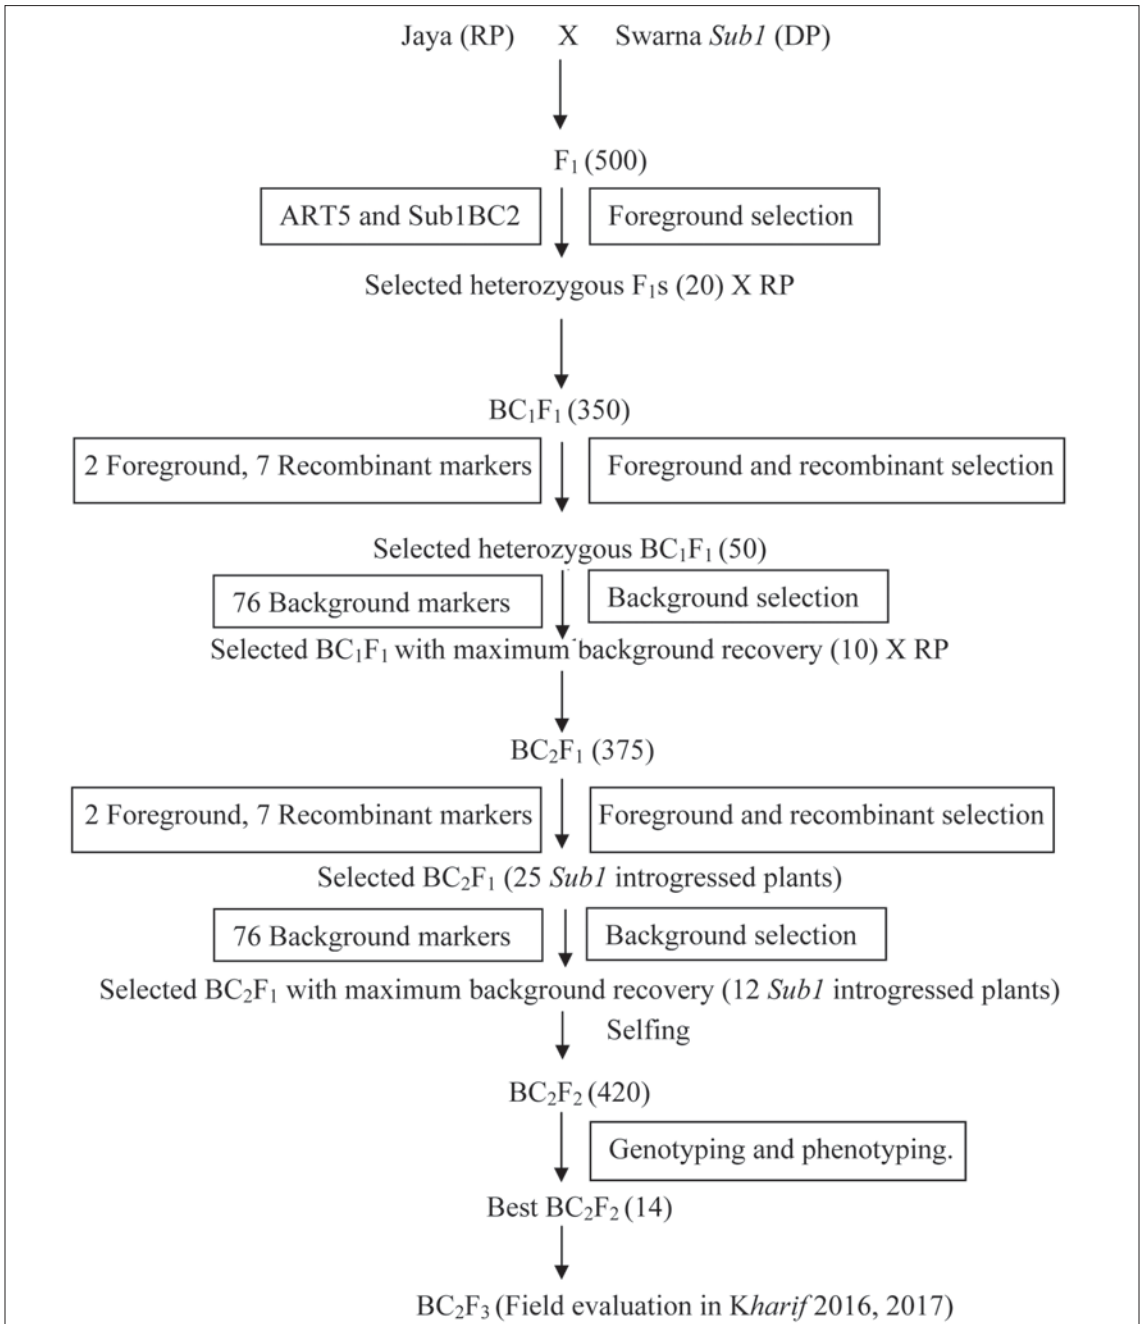 Jaya (RP) X Swarna Sub1 (DP)
F₁ (500)
ART5 and Sub1BC2 Foreground selection
Selected heterozygous F₁s (20) X RP
BC₁F₁ (350)
2 Foreground, 7 Recombinant markers Foreground and recombinant selection
Selected heterozygous BC₁F₁ (50)
76 Background markers Background selection
Selected BC₁F₁ with maximum background recovery (10) X RP
BC₂F₁ (375)
2 Foreground, 7 Recombinant markers Foreground and recombinant selection
Selected BC₂F₁ (25 Sub1 introgressed plants)
76 Background markers Background selection
Selected BC₂F₁ with maximum background recovery (12 Sub1 introgressed plants)
Selfing
BC₂F₂ (420)
Genotyping and phenotyping.
Best BC₂F₂ (14)
BC₂F₃ (Field evaluation in Kharif 2016, 2017)